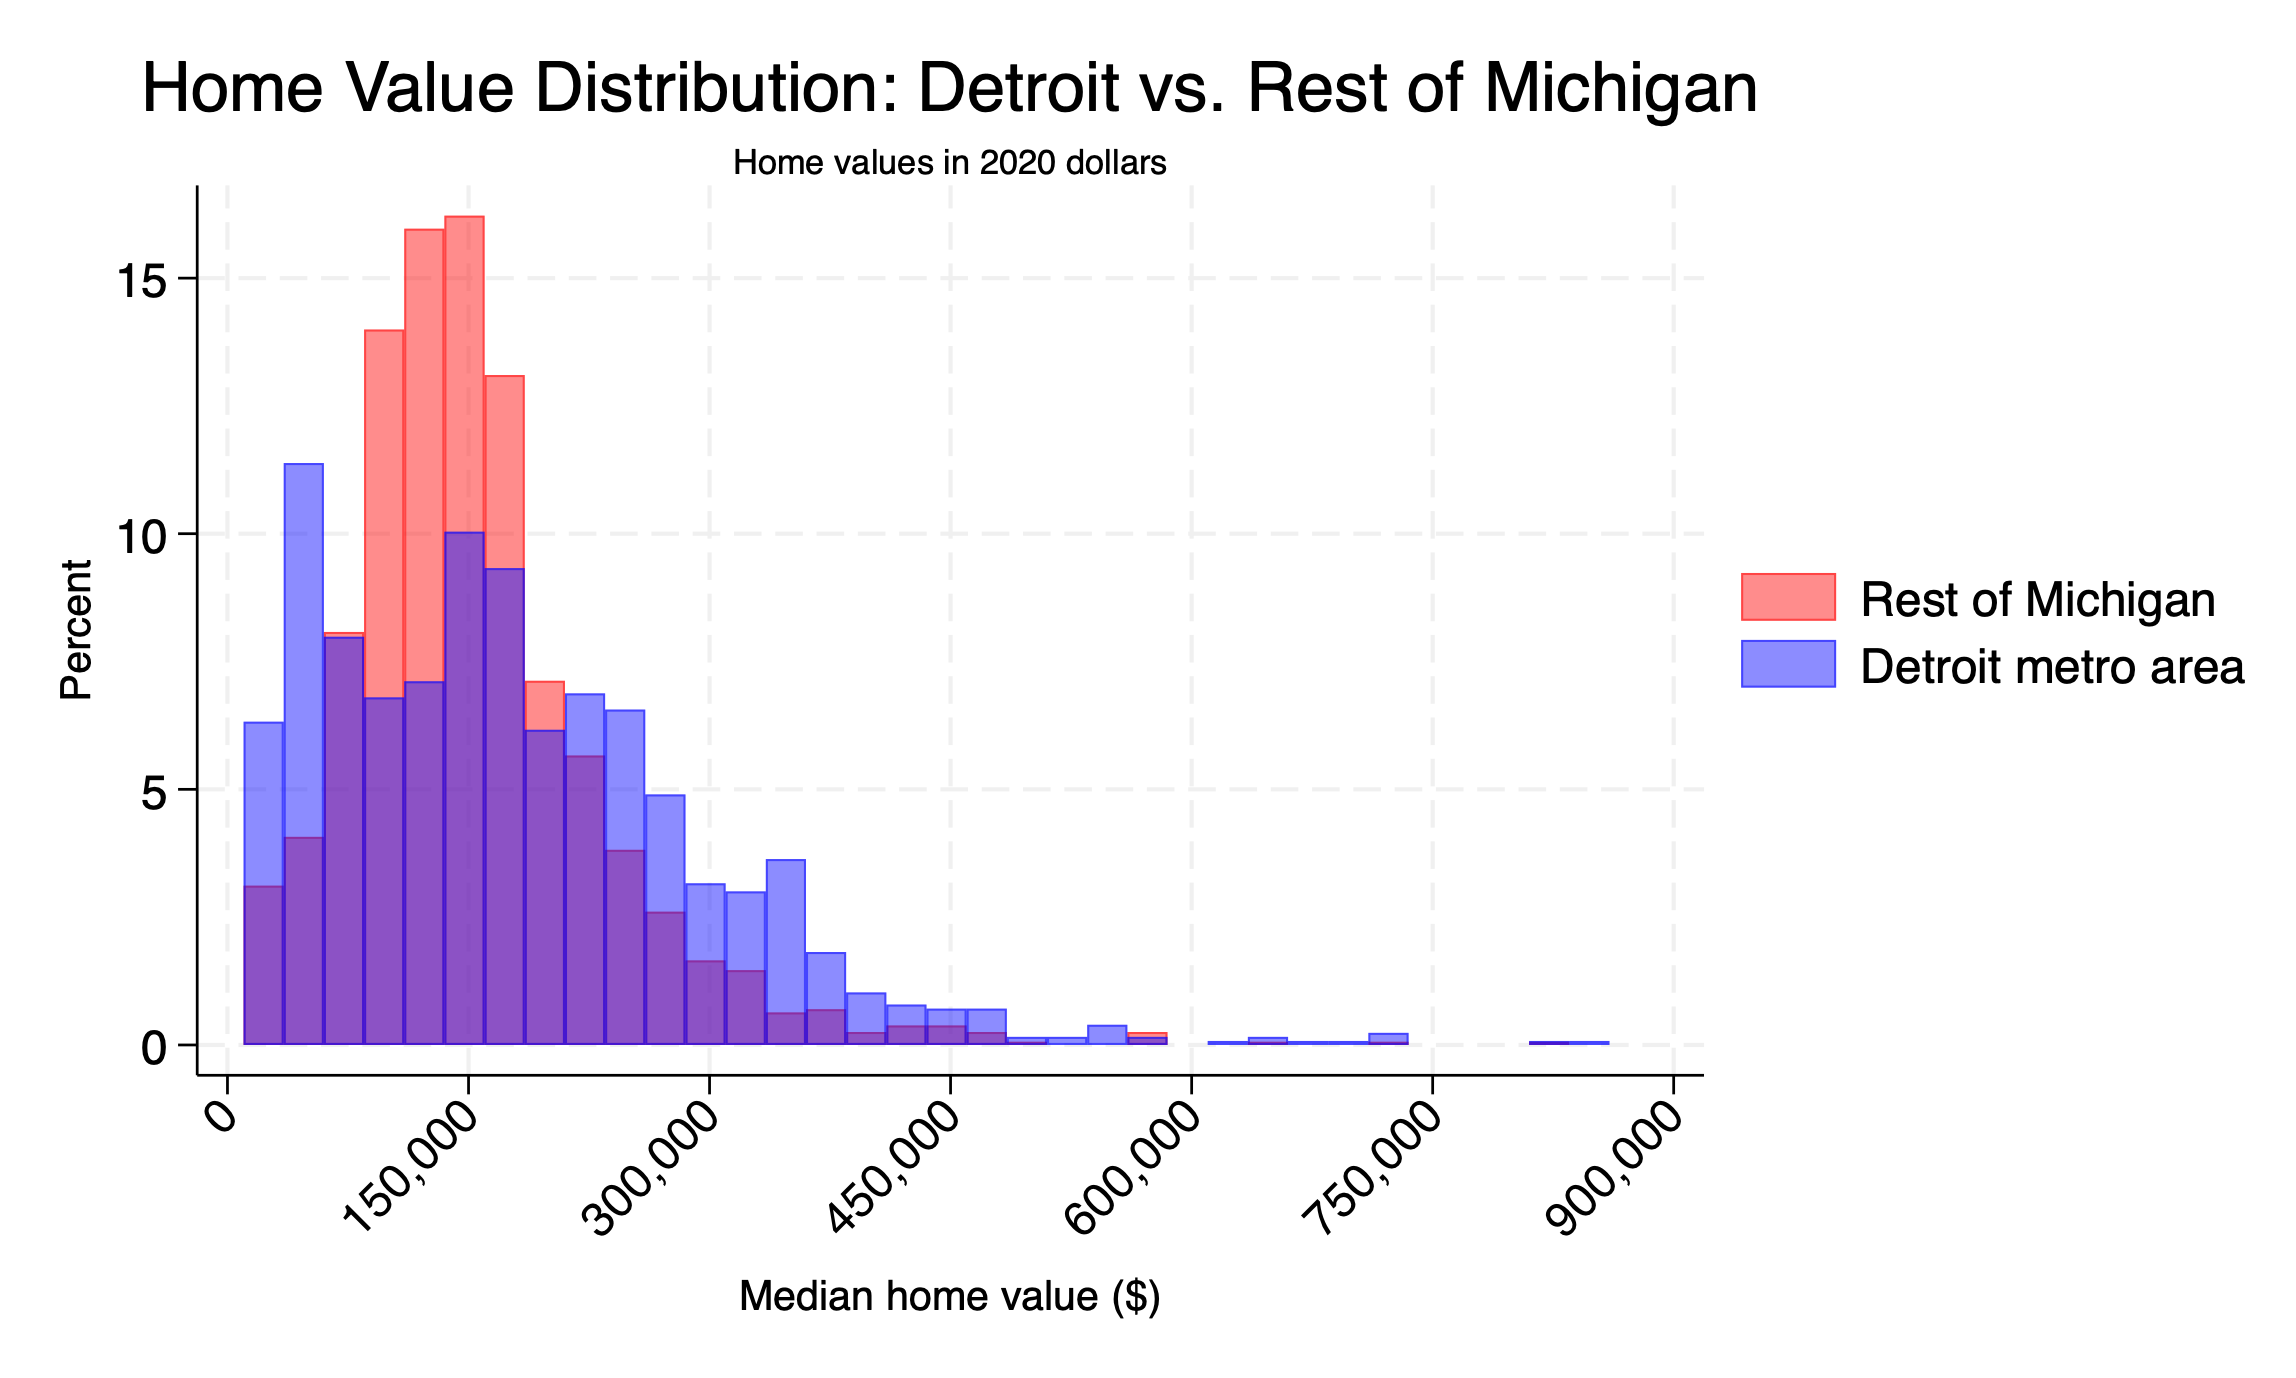 Home Value Distribution: Detroit vs. Rest of Michigan
Home values in 2020 dollars
15
10
5
0
Percent
Rest of Michigan
Detroit metro area
0
150,000
300,000
450,000
600,000
750,000
900,000
Median home value ($)